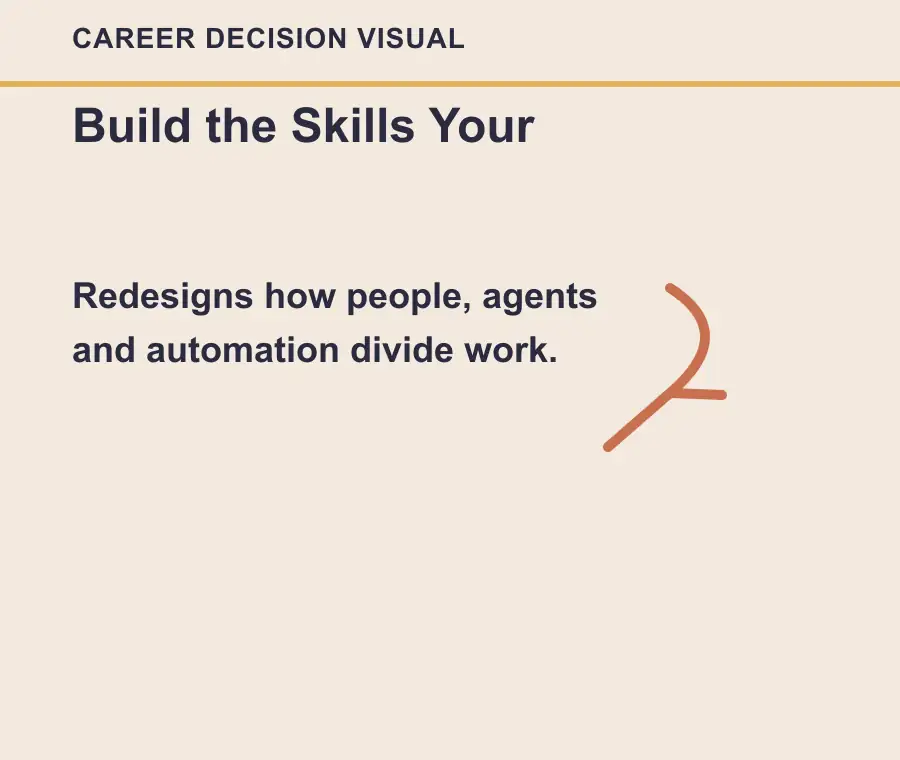 CAREER DECISION VISUAL
Build the Skills Your
Redesigns how people, agents
and automation divide work.